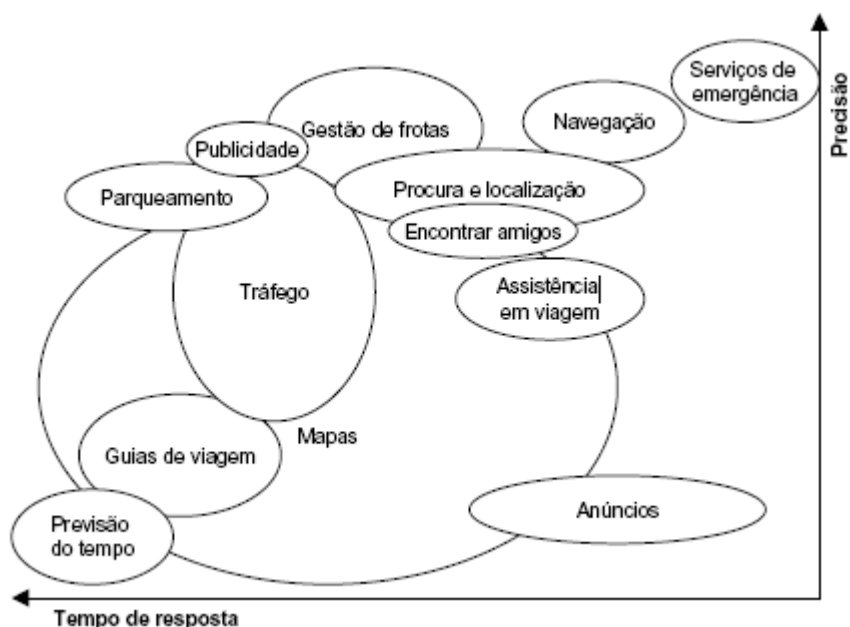 Serviços de
emergência
Precisão
Navegação
Gestão de frotas
Publicidade
Parqueamento
Procura e localização
Encontrar amigos
Tráfego
Assistência
em viagem
Mapas
Guias de viagem
Anúncios
Previsão
do tempo
Tempo de resposta